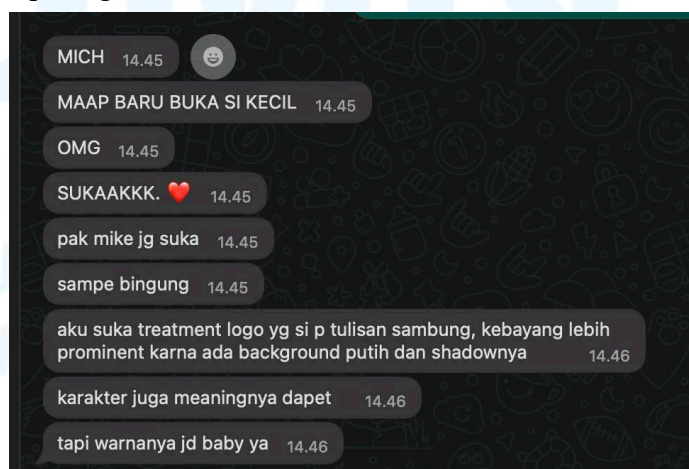 MICH 14.45
MAAP BARU BUKA SI KECIL 14.45
OMG 14.45
SUKAAKKK. ❤️ 14.45
pak mike jg suka 14.45
sampe bingung 14.45
aku suka treatment logo yg si p tulisan sambung, kebayang lebih
prominent karna ada background putih dan shadownya 14.46
karakter juga meaningnya dapet 14.46
tapi warnanya jd baby ya 14.46